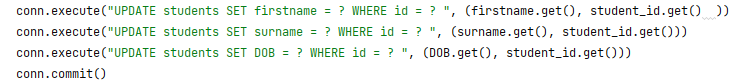 conn.execute("UPDATE students SET firstname = ? WHERE id = ? ", (firstname.get(), student_id.get()  ))
conn.execute("UPDATE students SET surname = ? WHERE id = ? ", (surname.get(), student_id.get()))
conn.execute("UPDATE students SET DOB = ? WHERE id = ? ", (DOB.get(), student_id.get()))
conn.commit()